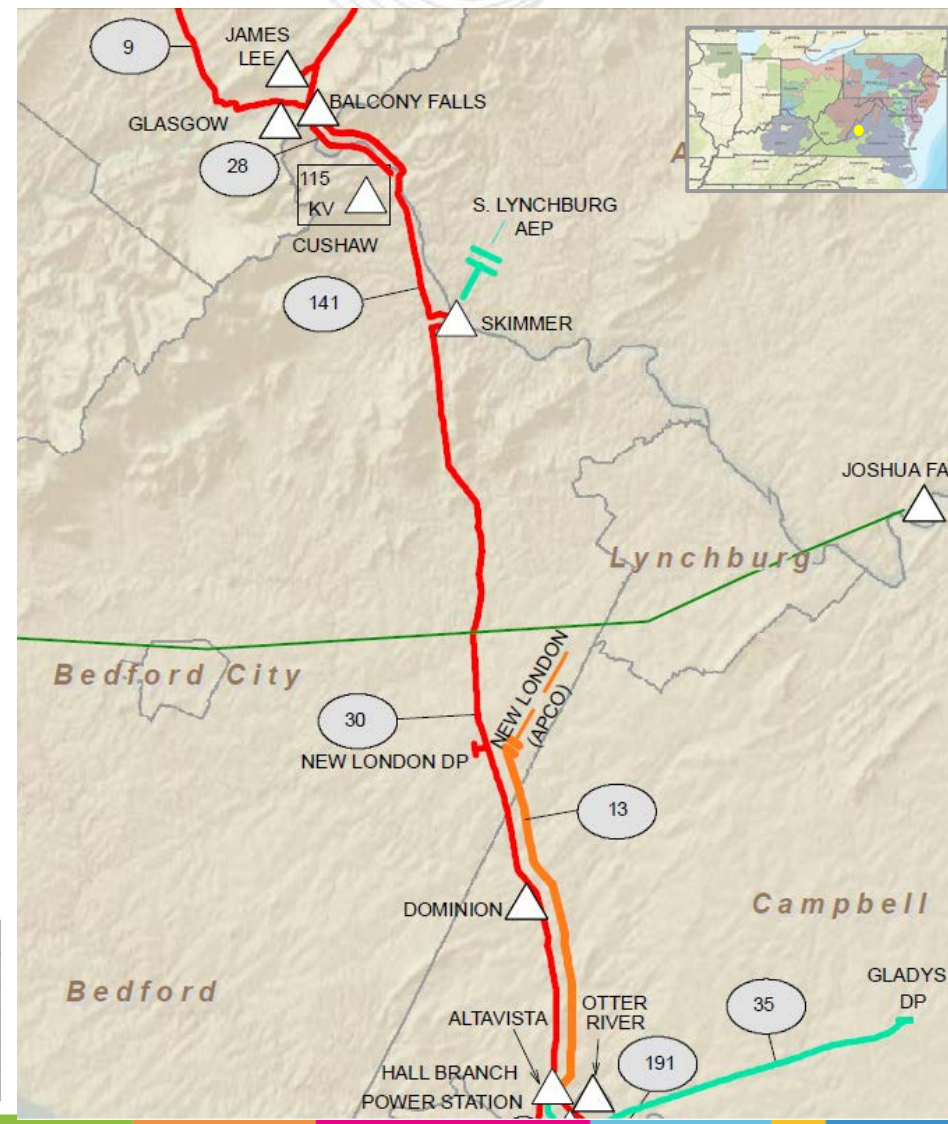 9
JAMES
LEE
BALCONY FALLS
GLASGOW
28
115
KV
CUSHAW
S. LYNCHBURG
AEP
141
SKIMMER
JOSHUA FA
Lynchburg
Bedford City
NEW LONDON
(APCO)
30
NEW LONDON DP
13
DOMINION
Campbell
Bedford
GLADYS
DP
35
OTTER
RIVER
ALTAVISTA
191
HALL BRANCH
POWER STATION